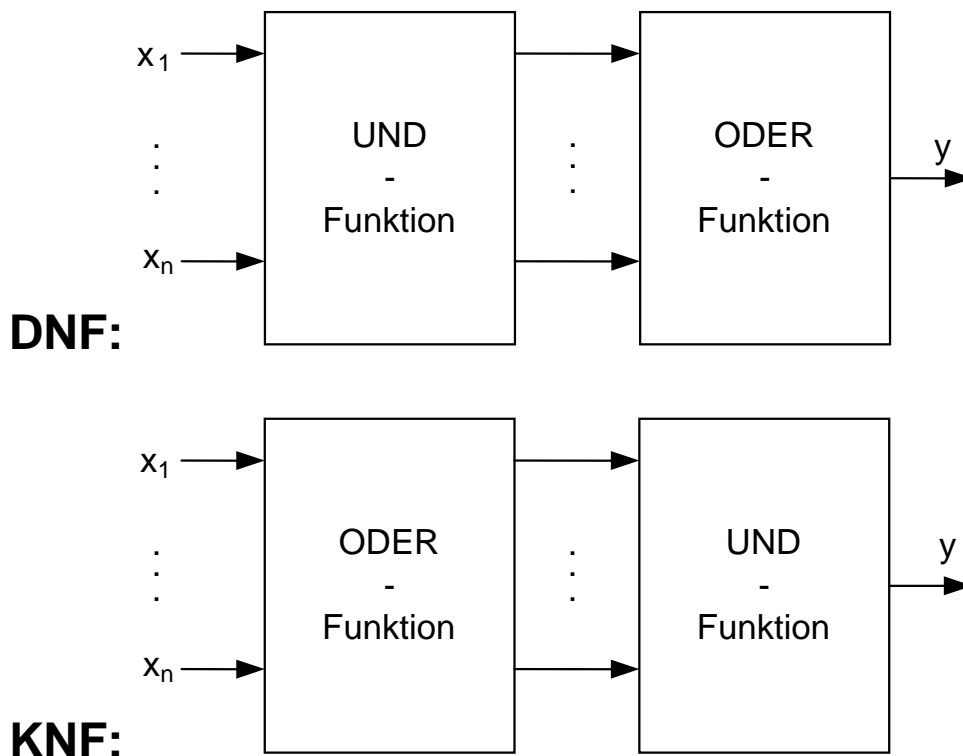 x1
xn
UND
-
Funktion
ODER
-
Funktion
y
DNF:
x1
xn
ODER
-
Funktion
UND
-
Funktion
y
KNF: